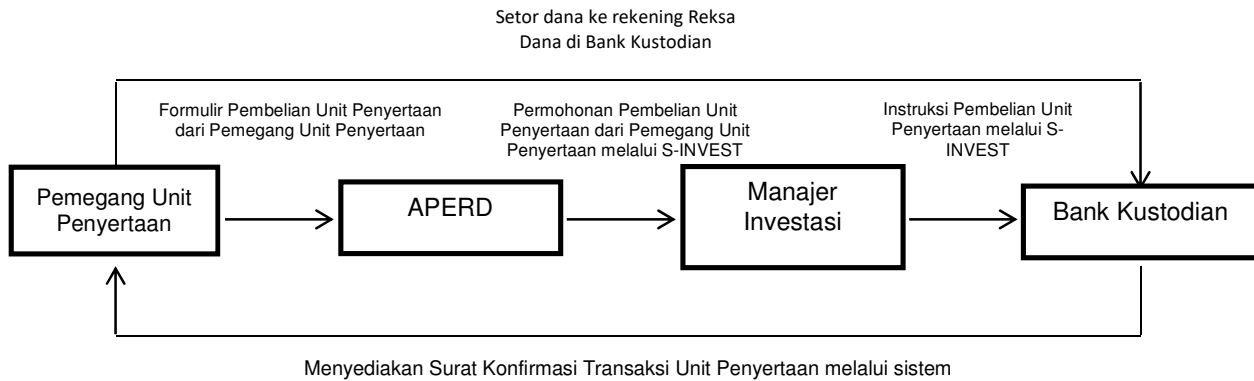 Setor dana ke rekening Reksa
Dana di Bank Kustodian
Formulir Pembelian Unit Penyertaan
dari Pemegang Unit Penyertaan
Permohonan Pembelian Unit
Penyertaan dari Pemegang Unit
Penyertaan melalui S-INVEST
Instruksi Pembelian Unit
Penyertaan melalui S-
INVEST
Pemegang Unit
Penyertaan
APERD
Manajer
Investasi
Bank Kustodian
Menyediakan Surat Konfirmasi Transaksi Unit Penyertaan melalui sistem